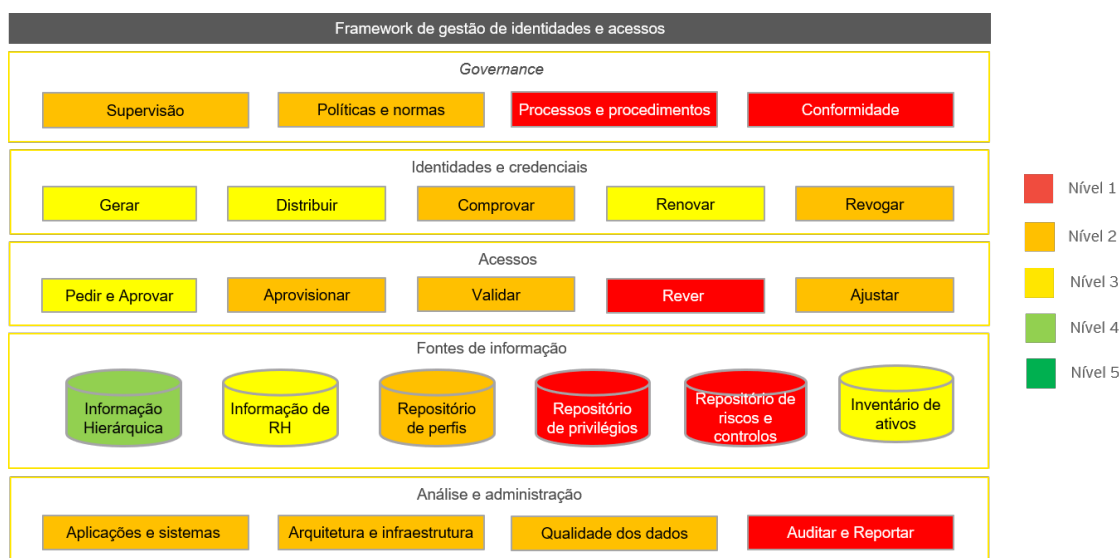 Framework de gestão de identidades e acessos
Governance
Supervisão
Políticas e normas
Processos e procedimentos
Conformidade
Identidades e credenciais
Gerar
Distribuir
Comprovar
Renovar
Revogar
Acessos
Pedir e Aprovar
Aprovisionar
Validar
Rever
Ajustar
Fontes de informação
Informação
Hierárquica
Informação de
RH
Repositório
de perfis
Repositório
de privilégios
Repositório de
riscos e
controlos
Inventário de
ativos
Análise e administração
Aplicações e sistemas
Arquitetura e infraestrutura
Qualidade dos dados
Auditar e Reportar
Nível 1
Nível 2
Nível 3
Nível 4
Nível 5